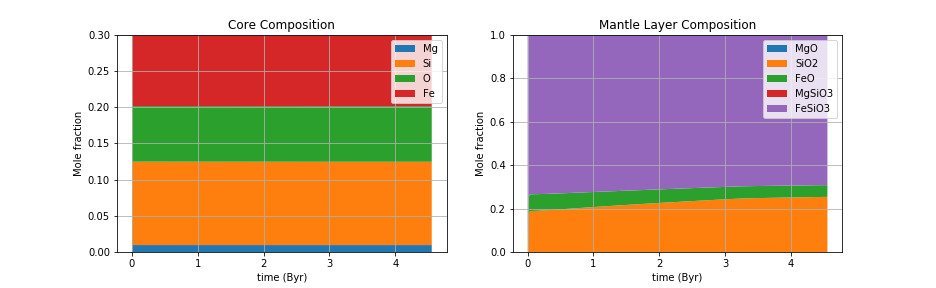 Core Composition
Mole fraction
0.30
0.25
0.20
0.15
0.10
0.05
0.00
Mg
Si
O
Fe
0
1
2
3
4
time (Byr)
Mantle Layer Composition
Mole fraction
1.0
0.8
0.6
0.4
0.2
0.0
MgO
SiO2
FeO
MgSiO3
FeSiO3
0
1
2
3
4
time (Byr)